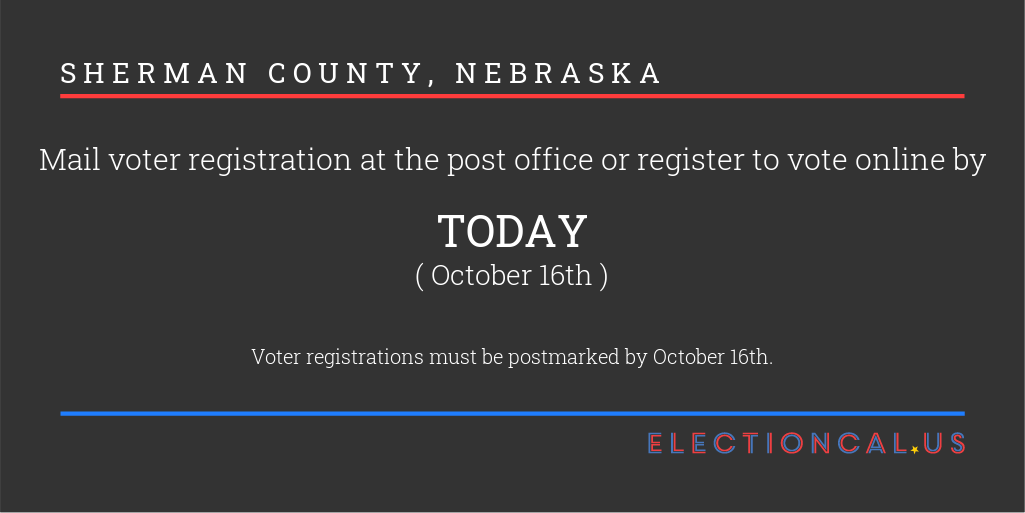 SHERMAN COUNTY, NEBRASKA
Mail voter registration at the post office or register to vote online by
TODAY
( October 16th )
Voter registrations must be postmarked by October 16th.
ELECTIONCAL.US